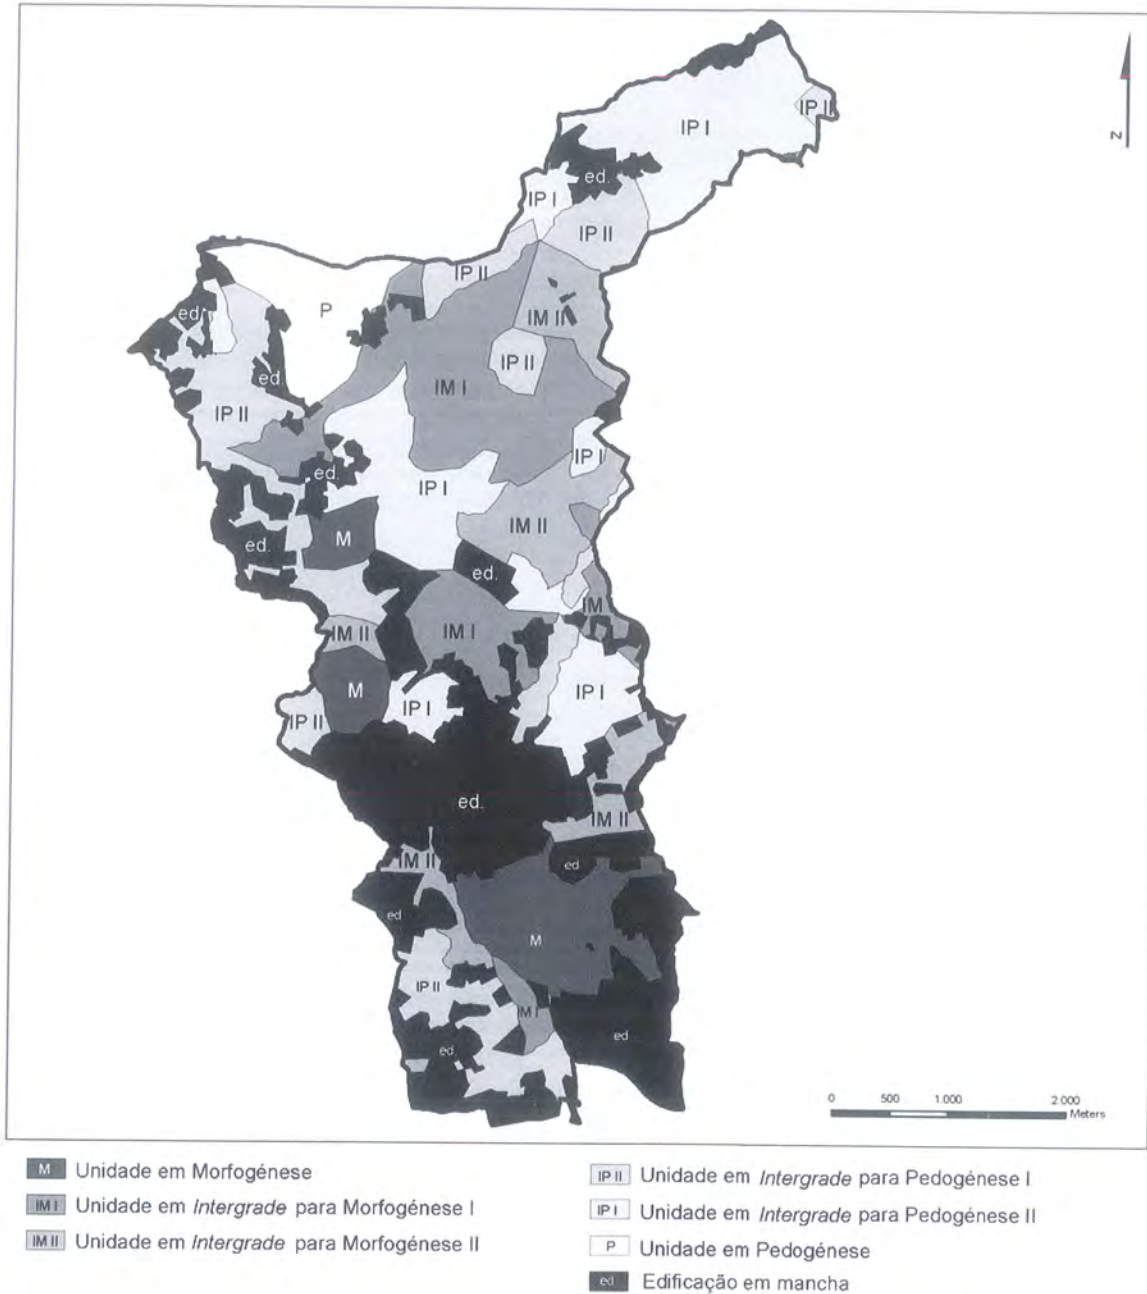 IP I
IP II
N
ed.
IP I
IP II
IP II
P
ed.
IM II
IP II
IM I
ed.
IP II
IP I
ed.
IP I
IM II
M
ed.
ed.
IM
IM II
IM I
M
IP I
IP I
IP II
ed.
IM II
IM II
ed
ed
M
IP II
IM I
ed
ed.
0 500 1.000 2.000
Meters
M Unidade em Morfogénese
IM I Unidade em Intergrade para Morfogénese I
IM II Unidade em Intergrade para Morfogénese II
IP II Unidade em Intergrade para Pedogénese I
IP I Unidade em Intergrade para Pedogénese II
P Unidade em Pedogénese
ed Edificação em mancha